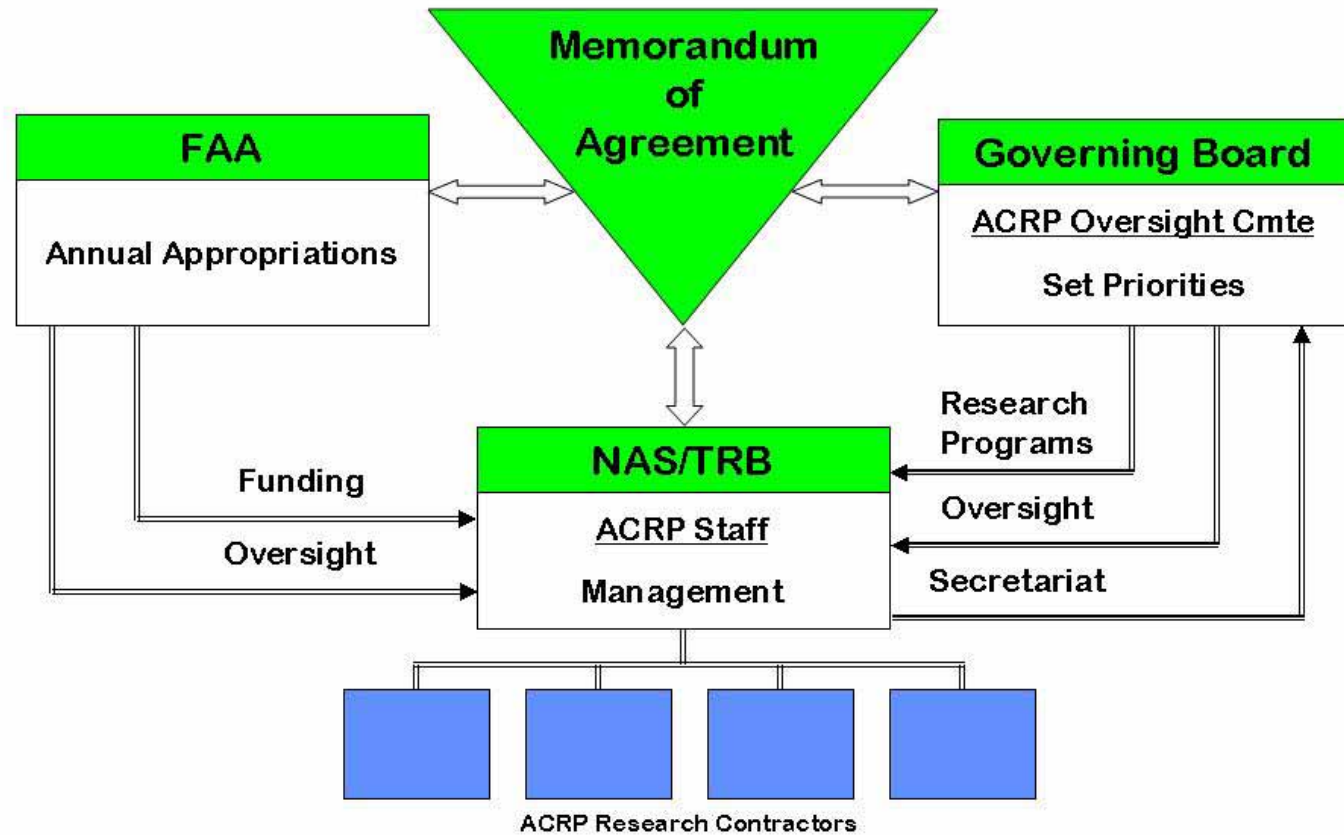 Memorandum
of
Agreement
FAA
Annual Appropriations
Governing Board
ACRP Oversight Cmte
Set Priorities
Funding
Oversight
NAS/TRB
ACRP Staff
Management
Research
Programs
Oversight
Secretariat
ACRP Research Contractors